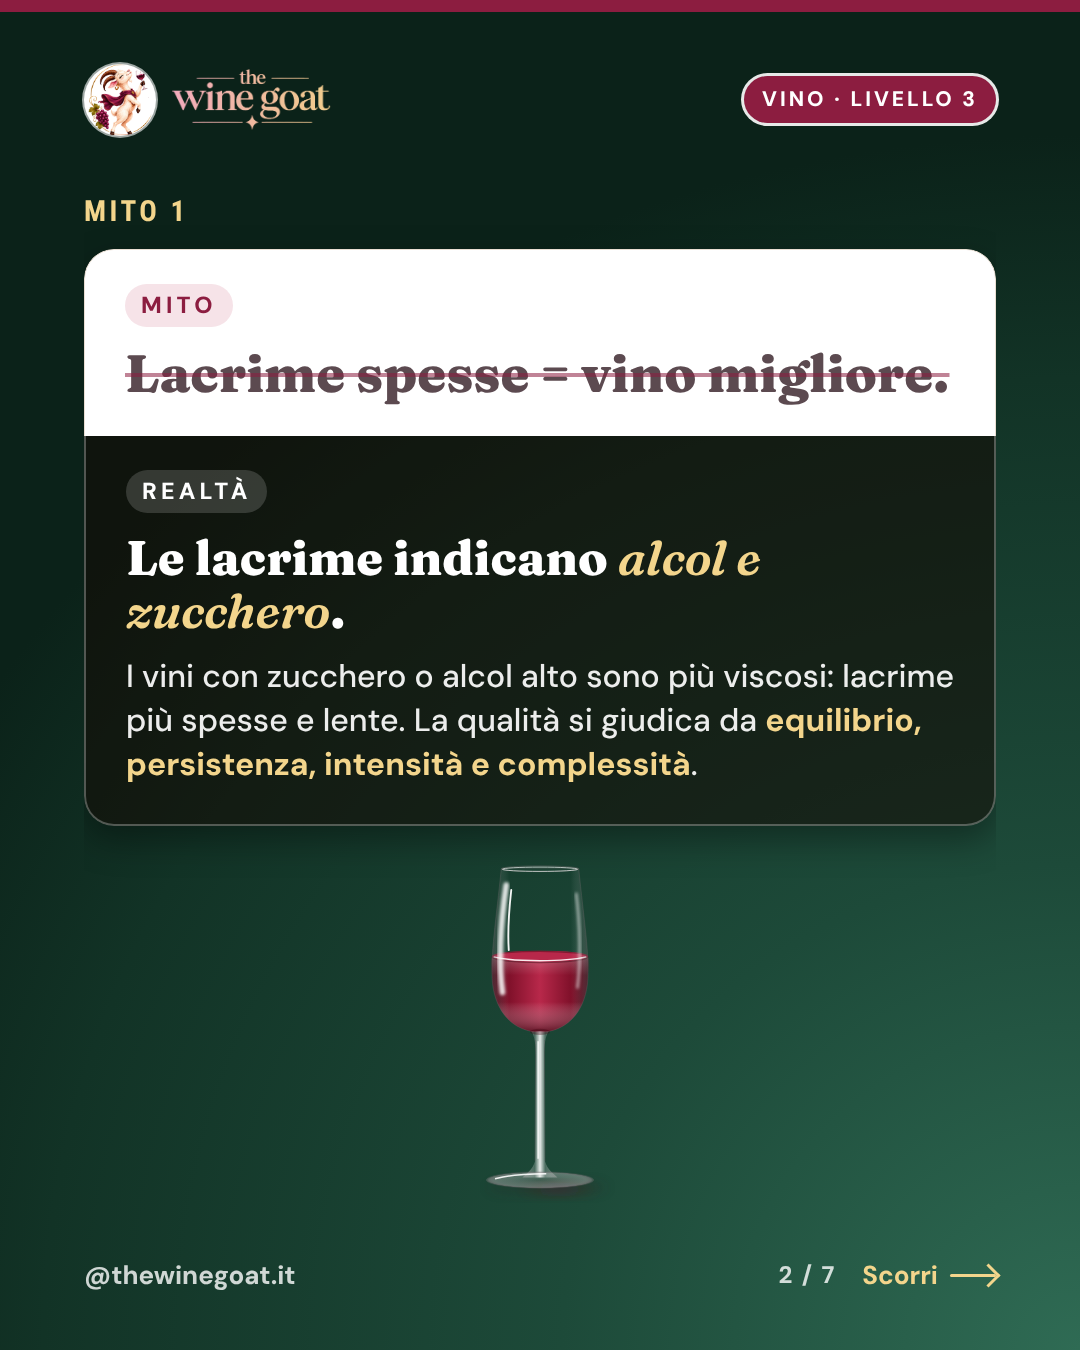 the
wine goat
VINO · LIVELLO 3
MITO 1
MITO
Lacrime spesse = vino migliore.
REALTÀ
Le lacrime indicano alcol e
zucchero.
I vini con zucchero o alcol alto sono più viscosi: lacrime
più spesse e lente. La qualità si giudica da equilibrio,
persistenza, intensità e complessità.
@thewinegoat.it
2 / 7
Scorri